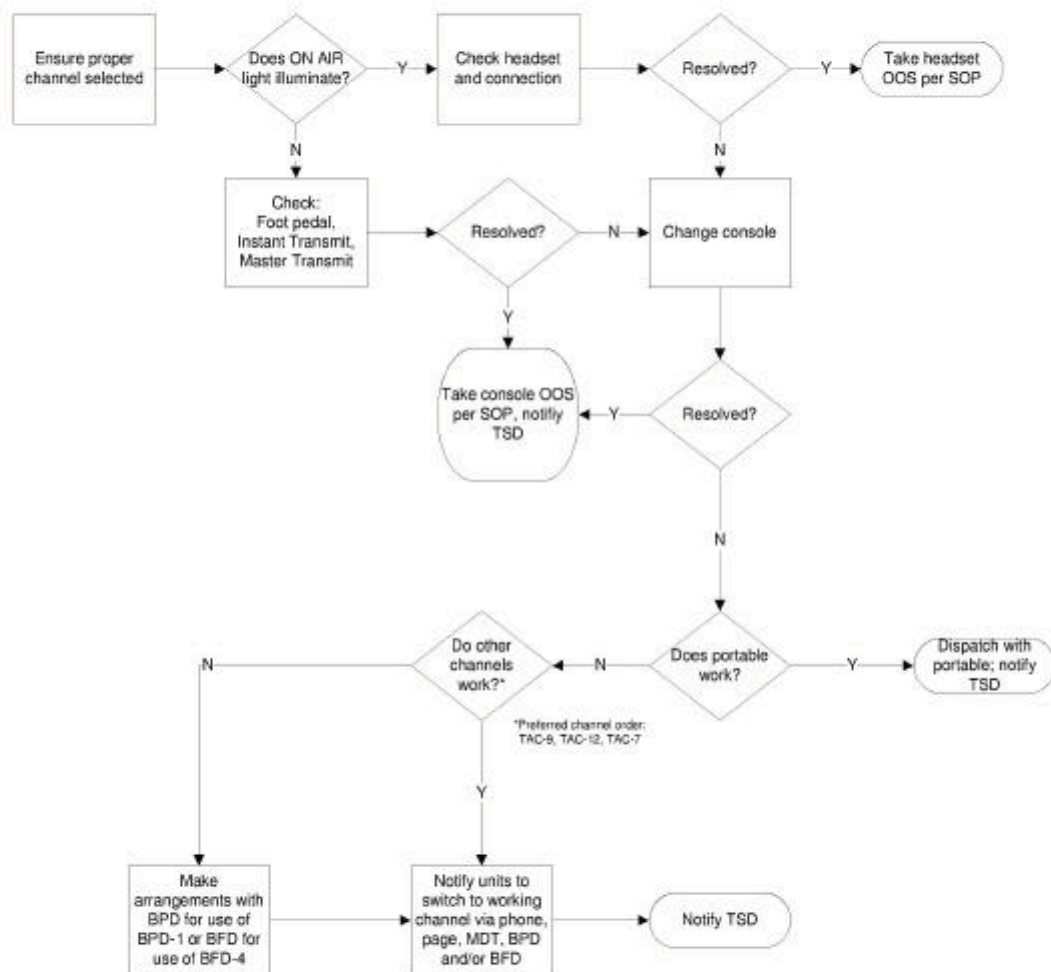 Ensure proper
channel selected
Does ON AIR
light illuminate?
Y
Check headset
and connection
Resolved?
Y
Take headset
OOS per SOP
N
N
Check:
Foot pedal,
Instant Transmit,
Master Transmit
Resolved?
N
Change console
Y
Take console OOS
per SOP, notifiy
TSD
Y
Resolved?
N
Do other
channels
work?*
N
N
Does portable
work?
Y
Dispatch with
portable; notify
TSD
*Preferred channel order:
TAC-9, TAC-12, TAC-7
Y
Make
arrangements with
BPD for use of
BPD-1 or BFD for
use of BFD-4
Notify units to
switch to working
channel via phone,
page, MDT, BPD
and/or BFD
Notify TSD